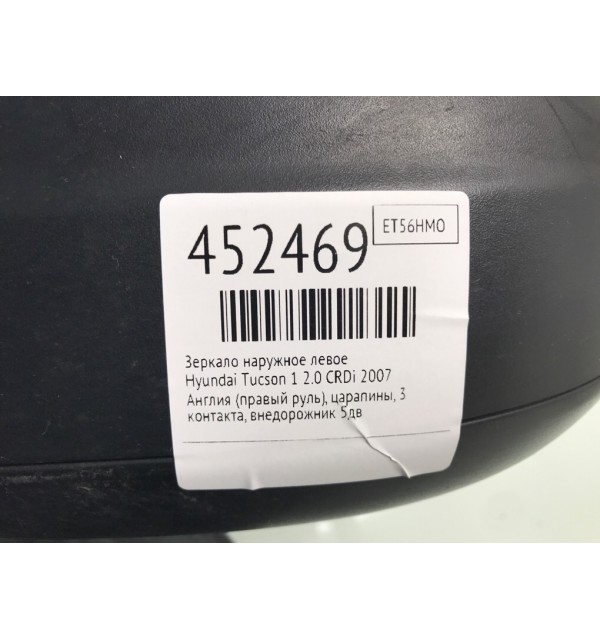 452469
ET56HMO
Зеркало наружное левое
Hyundai Tucson 1 2.0 CRDi 2007
Англия (правый руль), царапины, 3
контакта, внедорожник 5дв